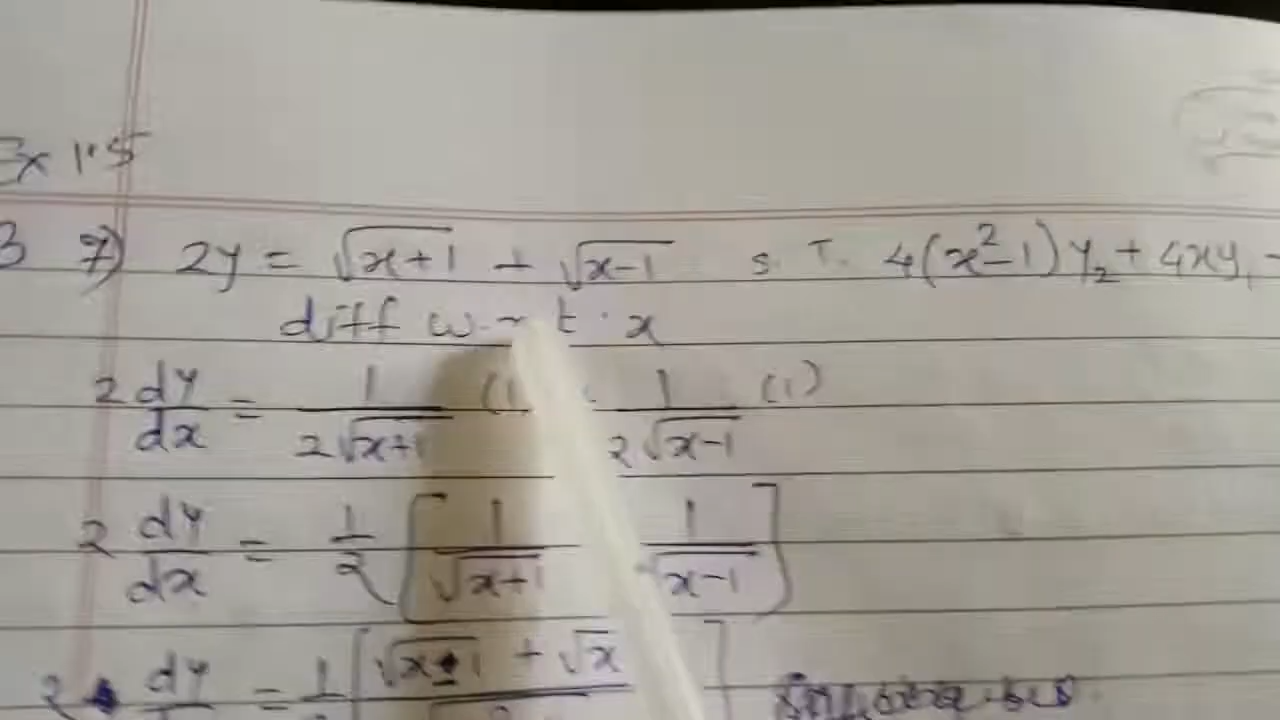 Ex 1.5
3 7) 2y = √(x+1) + √(x-1) S. T. 4(x²-1)y₂ + 4xy₁ -
diff w.r.t. x
2 dy/dx = 1/(2√(x+1)) (1 1/(2√(x-1)) (1)
2 dy/dx = 1/2 [1/√(x+1) 1/√(x-1)]
2 dy = 1 [√(x-1) + √x